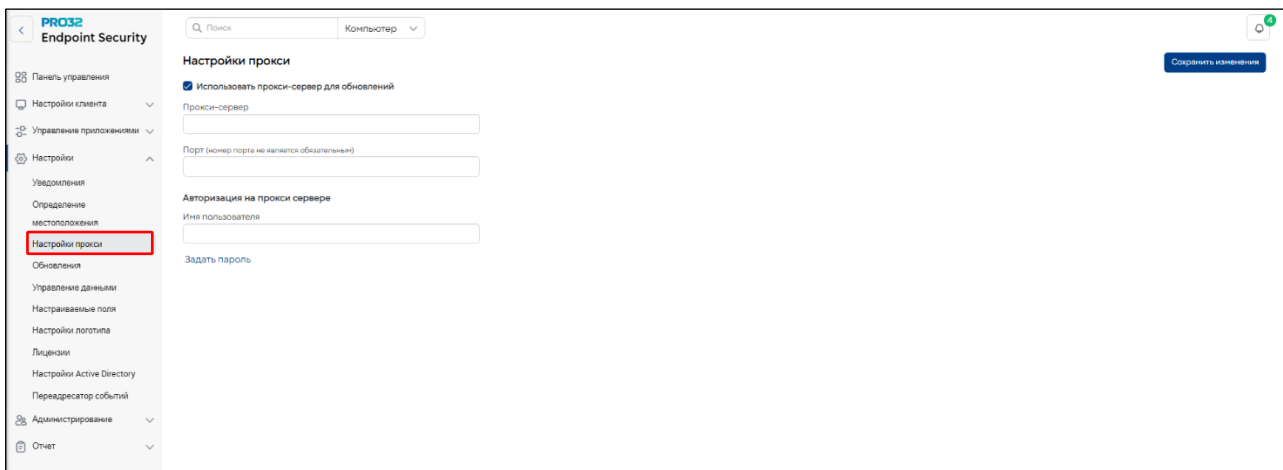 PRO32
Endpoint Security
Поиск
Компьютер
4
Панель управления
Настройки клиента
Управление приложениями
Настройки
Уведомления
Определение
местоположения
Настройки прокси
Обновления
Управление данными
Настраиваемые поля
Настройки логотипа
Лицензии
Настройки Active Directory
Переадресатор событий
Администрирование
Отчет
Настройки прокси
Сохранить изменения
Использовать прокси-сервер для обновлений
Прокси-сервер
Порт (номер порта не является обязательным)
Авторизация на прокси сервере
Имя пользователя
Задать пароль